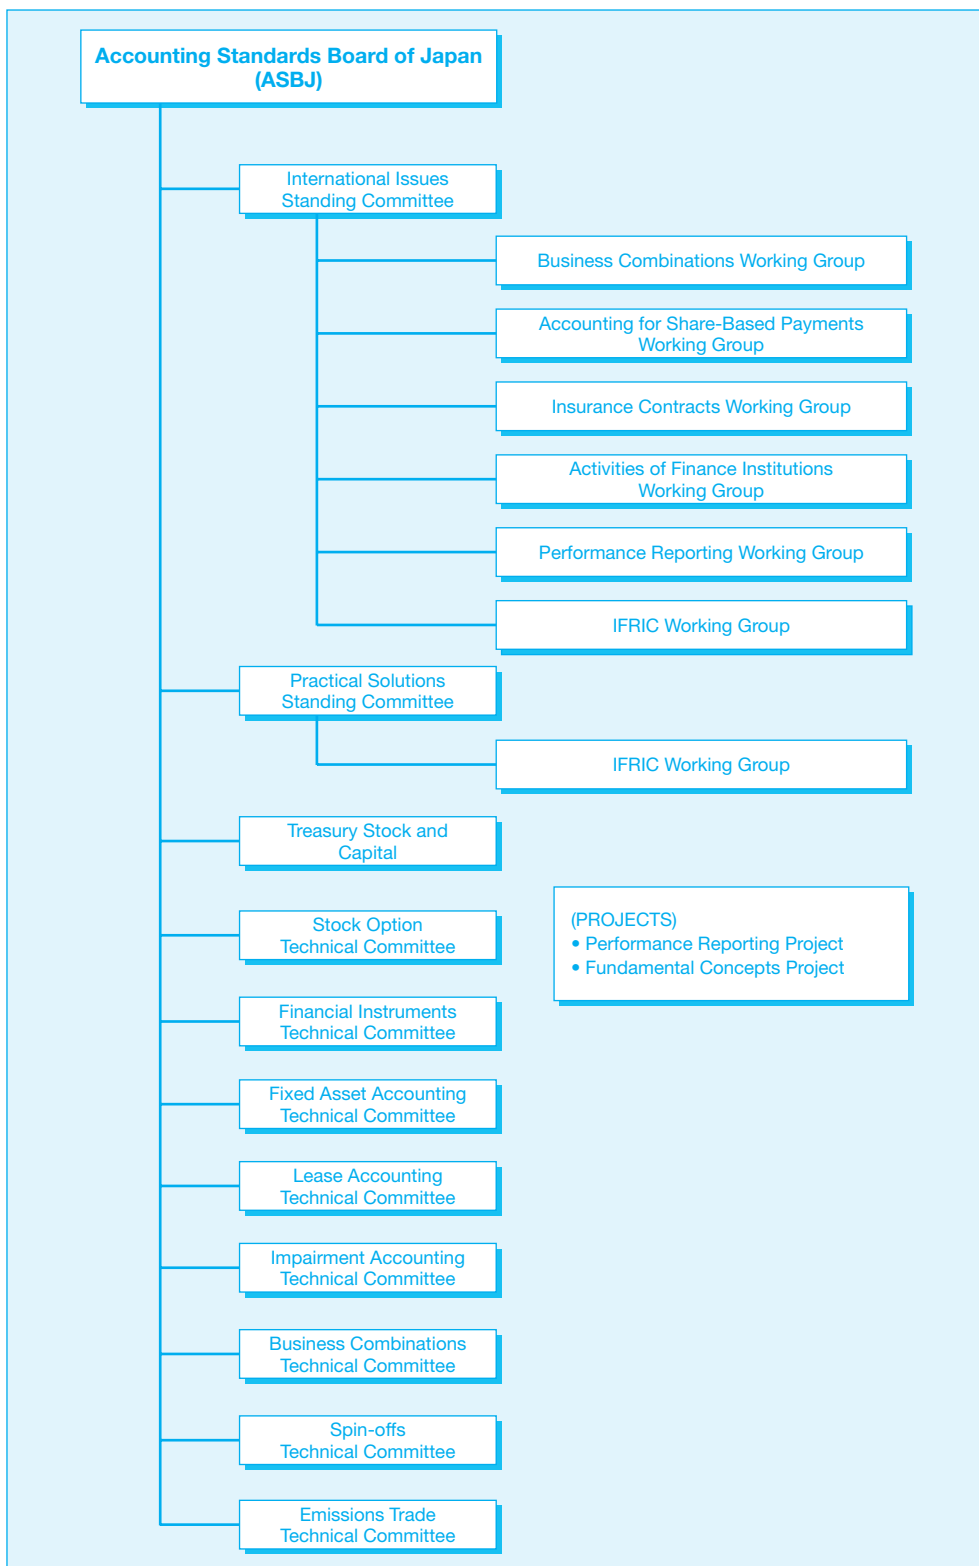 Accounting Standards Board of Japan
(ASBJ)
International Issues
Standing Committee
Business Combinations Working Group
Accounting for Share-Based Payments
Working Group
Insurance Contracts Working Group
Activities of Finance Institutions
Working Group
Performance Reporting Working Group
IFRIC Working Group
Practical Solutions
Standing Committee
IFRIC Working Group
Treasury Stock and
Capital
Stock Option
Technical Committee
(PROJECTS)
• Performance Reporting Project
• Fundamental Concepts Project
Financial Instruments
Technical Committee
Fixed Asset Accounting
Technical Committee
Lease Accounting
Technical Committee
Impairment Accounting
Technical Committee
Business Combinations
Technical Committee
Spin-offs
Technical Committee
Emissions Trade
Technical Committee